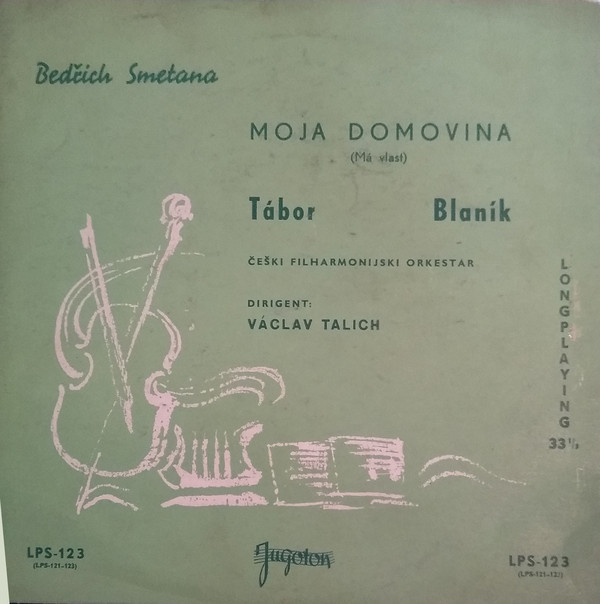 Bedřich Smetana
MOJA DOMOVINA
(Má vlast)
Tábor Blaník
ČEŠKI FILHARMONIJSKI ORKESTAR
DIRIGENT:
VÁCLAV TALICH
LONGPLAYING
33⅓
LPS-123
(LPS-121-123)
Jugoton
LPS-123
(LPS-121-123)